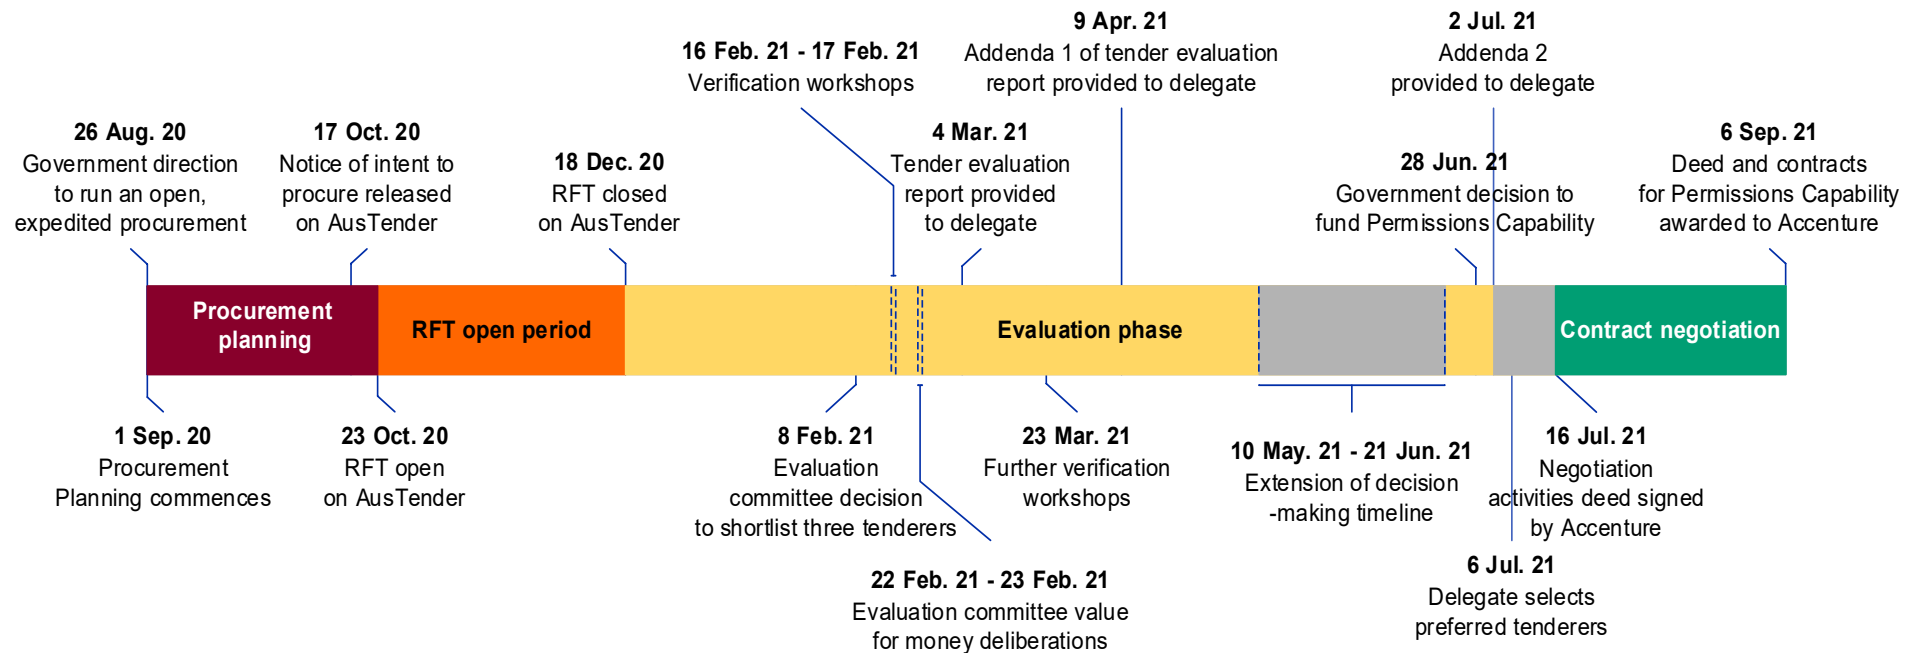 9 Apr. 21
Addenda 1 of tender evaluation
report provided to delegate
2 Jul. 21
Addenda 2
provided to delegate
16 Feb. 21 - 17 Feb. 21
Verification workshops
26 Aug. 20
Government direction
to run an open,
expedited procurement
17 Oct. 20
Notice of intent to
procure released
on AusTender
18 Dec. 20
RFT closed
on AusTender
4 Mar. 21
Tender evaluation
report provided
to delegate
28 Jun. 21
Government decision to
fund Permissions Capability
6 Sep. 21
Deed and contracts
for Permissions Capability
awarded to Accenture
Procurement
planning
RFT open period
Evaluation phase
Contract negotiation
1 Sep. 20
Procurement
Planning commences
23 Oct. 20
RFT open
on AusTender
8 Feb. 21
Evaluation
committee decision
to shortlist three tenderers
23 Mar. 21
Further verification
workshops
10 May. 21 - 21 Jun. 21
Extension of decision
-making timeline
16 Jul. 21
Negotiation
activities deed signed
by Accenture
22 Feb. 21 - 23 Feb. 21
Evaluation committee value
for money deliberations
6 Jul. 21
Delegate selects
preferred tenderers